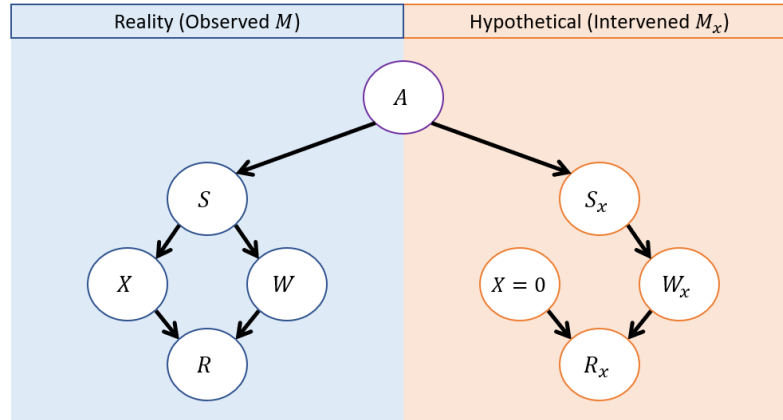 Reality (Observed M)
Hypothetical (Intervened Mₓ)
A
S
Sₓ
X
W
X = 0
Wₓ
R
Rₓ